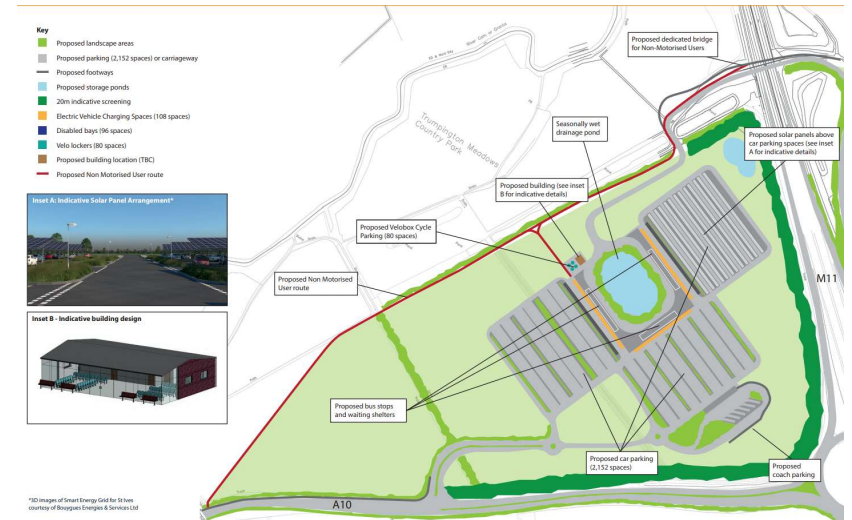 Key
Proposed landscape areas
Proposed parking (2,152 spaces) or carriageway
Proposed footways
Proposed storage ponds
20m indicative screening
Electric Vehicle Charging Spaces (108 spaces)
Disabled bays (96 spaces)
Velo lockers (80 spaces)
Proposed building location (TBC)
Proposed Non Motorised User route
Inset A: Indicative Solar Panel Arrangement*
Inset B - Indicative building design
*3D images of Smart Energy Grid for St Ives
courtesy of Bouygues Energies & Services Ltd
Trumpington Meadows
Country Park
Proposed dedicated bridge
for Non-Motorised Users
Seasonally wet
drainage pond
Proposed solar panels above
car parking spaces (see inset
A for indicative details)
Proposed building (see inset
B for indicative details)
Proposed Velobox Cycle
Parking (80 spaces)
Proposed Non Motorised
User route
M11
Proposed bus stops
and waiting shelters
Proposed car parking
(2,152 spaces)
Proposed
coach parking
A10